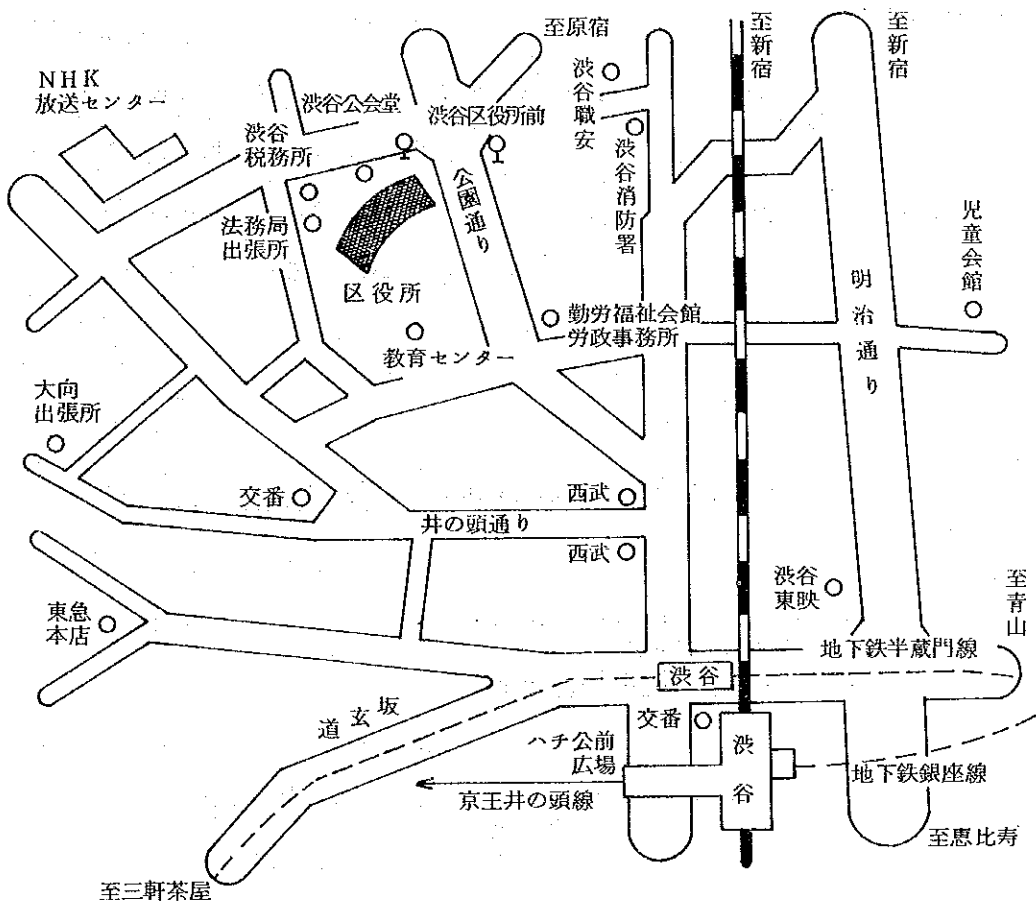 至原宿
至新宿
至新宿
NHK
放送センター
渋谷公会堂
渋谷区役所前
渋谷職安
渋谷
税務所
公園通り
渋谷消防署
法務局
出張所
児童会館
区役所
明治通り
勤労福祉会館
労政事務所
教育センター
大向
出張所
交番
西武
井の頭通り
西武
渋谷
東映
至青山
東急
本店
地下鉄半蔵門線
渋谷
道玄坂
交番
ハチ公前
広場
渋谷
地下鉄銀座線
京王井の頭線
至恵比寿
至三軒茶屋